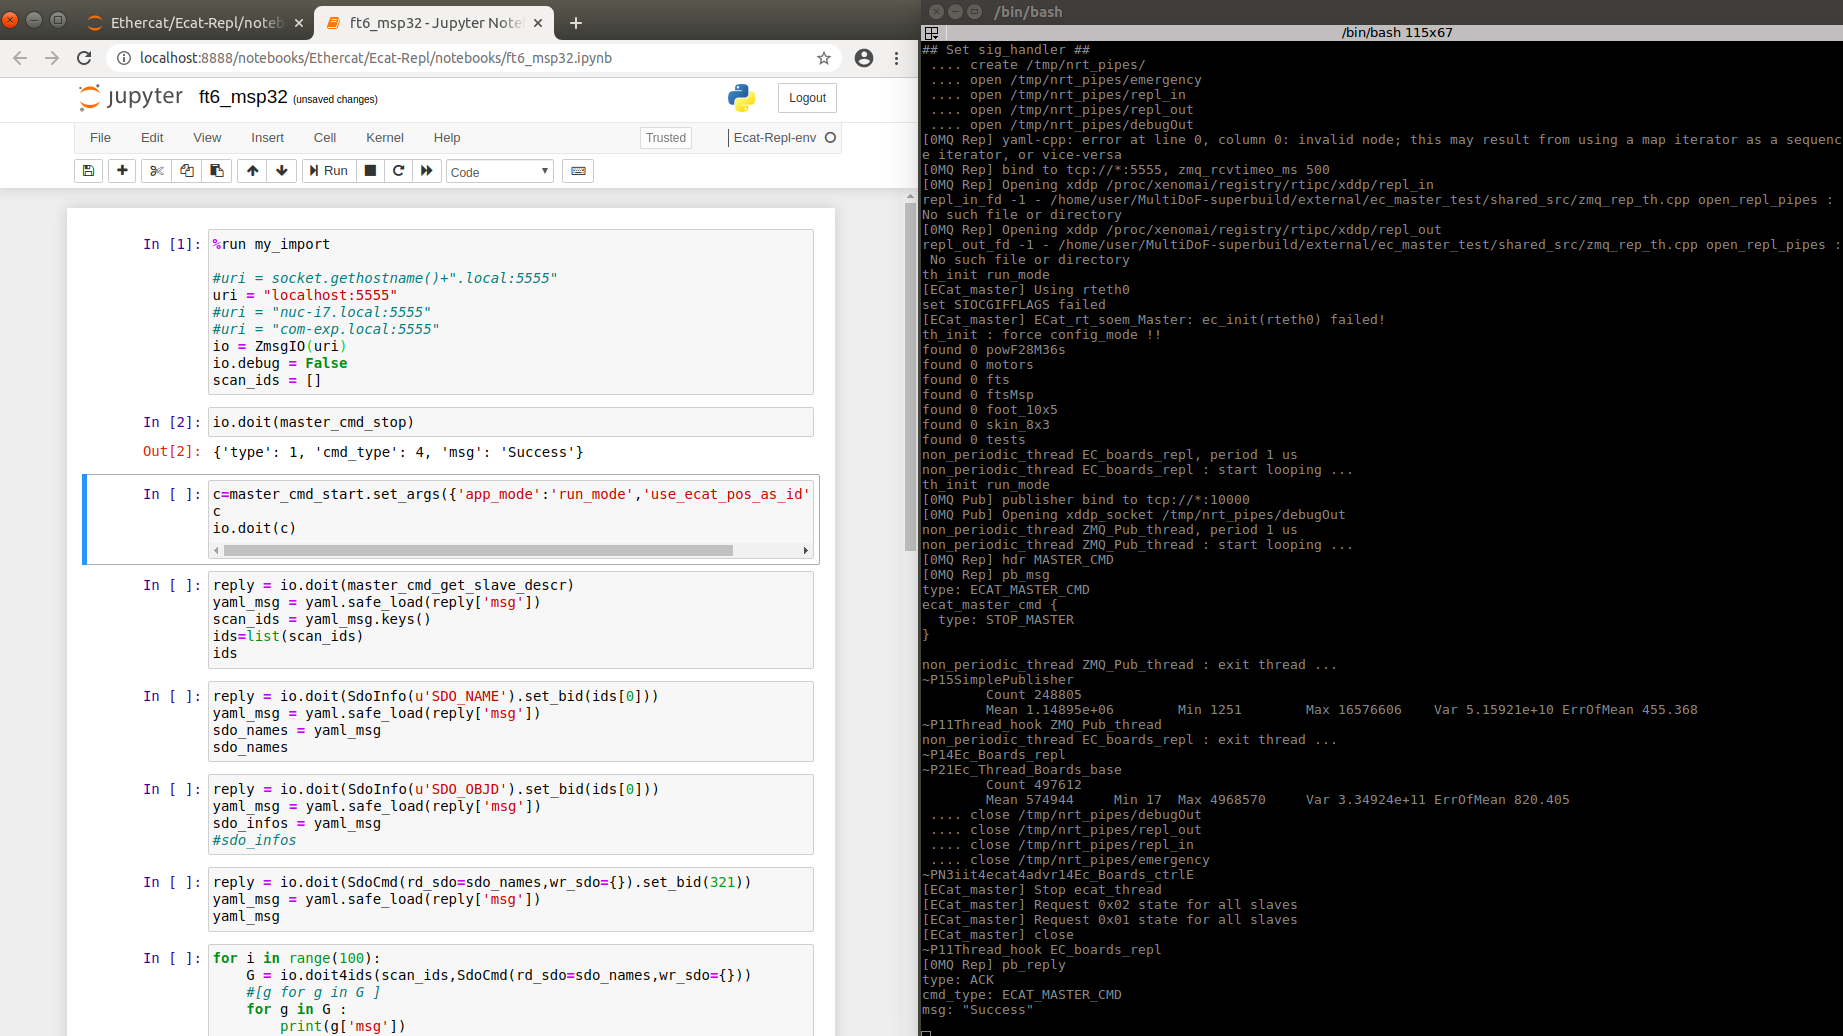 Ethercat/Ecat-Repl/noteb
ft6_msp32 - Jupyter Note
localhost:8888/notebooks/Ethercat/Ecat-Repl/notebooks/ft6_msp32.ipynb
jupyter ft6_msp32 (unsaved changes)
Logout
File Edit View Insert Cell Kernel Help
Trusted
Ecat-Repl-env
Run
Code
In [1]:
%run my_import
#uri = socket.gethostname()+".local:5555"
uri = "localhost:5555"
#uri = "nuc-i7.local:5555"
#uri = "com-exp.local:5555"
io = ZmsgIO(uri)
io.debug = False
scan_ids = []
In [2]:
io.doit(master_cmd_stop)
Out[2]:
{'type': 1, 'cmd_type': 4, 'msg': 'Success'}
In [ ]:
c=master_cmd_start.set_args({'app_mode':'run_mode','use_ecat_pos_as_id'
c
io.doit(c)
In [ ]:
reply = io.doit(master_cmd_get_slave_descr)
yaml_msg = yaml.safe_load(reply['msg'])
scan_ids = yaml_msg.keys()
ids=list(scan_ids)
ids
In [ ]:
reply = io.doit(SdoInfo(u'SDO_NAME').set_bid(ids[0]))
yaml_msg = yaml.safe_load(reply['msg'])
sdo_names = yaml_msg
sdo_names
In [ ]:
reply = io.doit(SdoInfo(u'SDO_OBJD').set_bid(ids[0]))
yaml_msg = yaml.safe_load(reply['msg'])
sdo_infos = yaml_msg
#sdo_infos
In [ ]:
reply = io.doit(SdoCmd(rd_sdo=sdo_names,wr_sdo={}).set_bid(321))
yaml_msg = yaml.safe_load(reply['msg'])
yaml_msg
In [ ]:
for i in range(100):
G = io.doit4ids(scan_ids,SdoCmd(rd_sdo=sdo_names,wr_sdo={}))
#[g for g in G ]
for g in G :
print(g['msg'])
/bin/bash
/bin/bash 115x67
## Set sig_handler ##
.... create /tmp/nrt_pipes/
.... open /tmp/nrt_pipes/emergency
.... open /tmp/nrt_pipes/repl_in
.... open /tmp/nrt_pipes/repl_out
.... open /tmp/nrt_pipes/debugOut
[0MQ Rep] yaml-cpp: error at line 0, column 0: invalid node; this may result from using a map iterator as a sequenc
e iterator, or vice-versa
[0MQ Rep] bind to tcp://*:5555, zmq_rcvtimeo_ms 500
[0MQ Rep] Opening xddp /proc/xenomai/registry/rtipc/xddp/repl_in
repl_in_fd -1 - /home/user/MultiDoF-superbuild/external/ec_master_test/shared_src/zmq_rep_th.cpp open_repl_pipes :
No such file or directory
[0MQ Rep] Opening xddp /proc/xenomai/registry/rtipc/xddp/repl_out
repl_out_fd -1 - /home/user/MultiDoF-superbuild/external/ec_master_test/shared_src/zmq_rep_th.cpp open_repl_pipes :
No such file or directory
th_init run_mode
[ECat_master] Using rteth0
set SIOCGIFFLAGS failed
[ECat_master] ECat_rt_soem_Master: ec_init(rteth0) failed!
th_init : force config_mode !!
found 0 powF28M36s
found 0 motors
found 0 fts
found 0 ftsMsp
found 0 foot_10x5
found 0 skin_8x3
found 0 tests
non_periodic_thread EC_boards_repl, period 1 us
non_periodic_thread EC_boards_repl : start looping ...
th_init run_mode
[0MQ Pub] publisher bind to tcp://*:10000
[0MQ Pub] Opening xddp_socket /tmp/nrt_pipes/debugOut
non_periodic_thread ZMQ_Pub_thread, period 1 us
non_periodic_thread ZMQ_Pub_thread : start looping ...
[0MQ Rep] hdr MASTER_CMD
[0MQ Rep] pb_msg
type: ECAT_MASTER_CMD
ecat_master_cmd {
type: STOP_MASTER
}
non_periodic_thread ZMQ_Pub_thread : exit thread ...
~P15SimplePublisher
Count 248805
Mean 1.14895e+06 Min 1251 Max 16576606 Var 5.15921e+10 ErrOfMean 455.368
~P11Thread_hook ZMQ_Pub_thread
non_periodic_thread EC_boards_repl : exit thread ...
~P14Ec_Boards_repl
~P21Ec_Thread_Boards_base
Count 497612
Mean 574944 Min 17 Max 4968570 Var 3.34924e+11 ErrOfMean 820.405
.... close /tmp/nrt_pipes/debugOut
.... close /tmp/nrt_pipes/repl_out
.... close /tmp/nrt_pipes/repl_in
.... close /tmp/nrt_pipes/emergency
~PN3iit4ecat4advr14Ec_Boards_ctrlE
[ECat_master] Stop ecat_thread
[ECat_master] Request 0x02 state for all slaves
[ECat_master] Request 0x01 state for all slaves
[ECat_master] close
~P11Thread_hook EC_boards_repl
[0MQ Rep] pb_reply
type: ACK
cmd_type: ECAT_MASTER_CMD
msg: "Success"